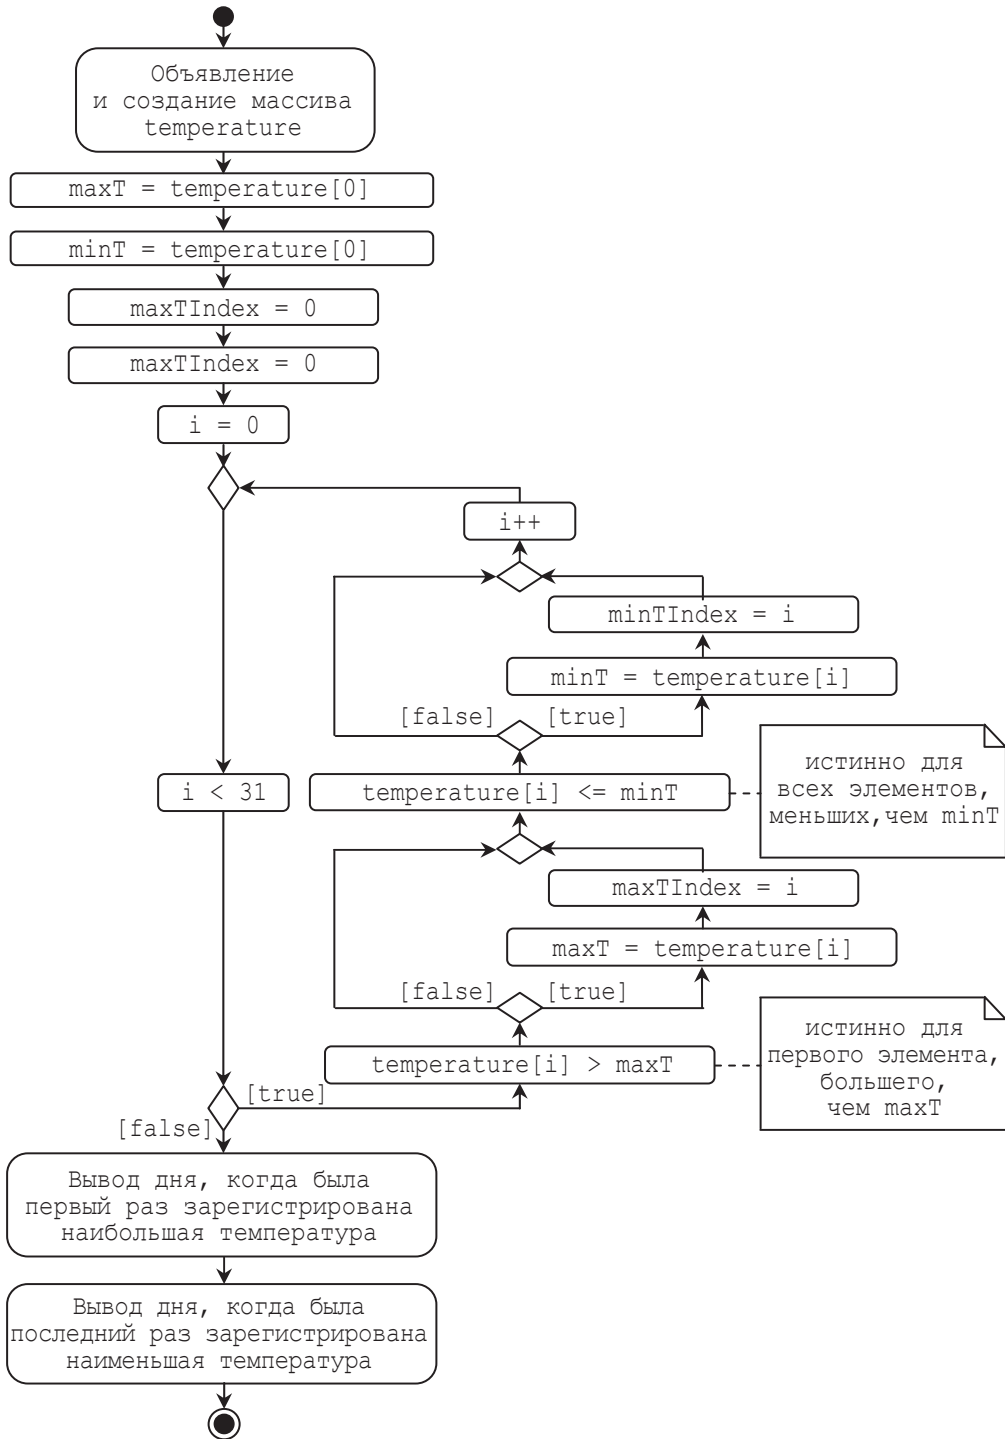 Объявление
и создание массива
temperature
maxT = temperature[0]
minT = temperature[0]
maxTIndex = 0
maxTIndex = 0
i = 0
i++
minTIndex = i
minT = temperature[i]
[false]
[true]
i < 31
temperature[i] <= minT
истинно для
всех элементов,
меньших,чем minT
maxTIndex = i
maxT = temperature[i]
[false]
[true]
temperature[i] > maxT
истинно для
первого элемента,
большего,
чем maxT
[true]
[false]
Вывод дня, когда была
первый раз зарегистрирована
наибольшая температура
Вывод дня, когда была
последний раз зарегистрирована
наименьшая температура